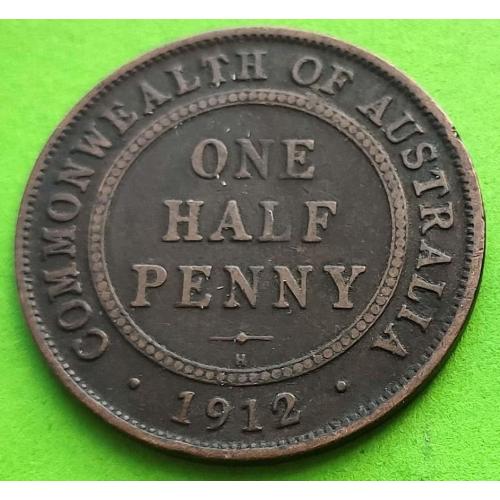 COMMONWEALTH OF AUSTRALIA
ONE
HALF
PENNY
H
· 1912 ·